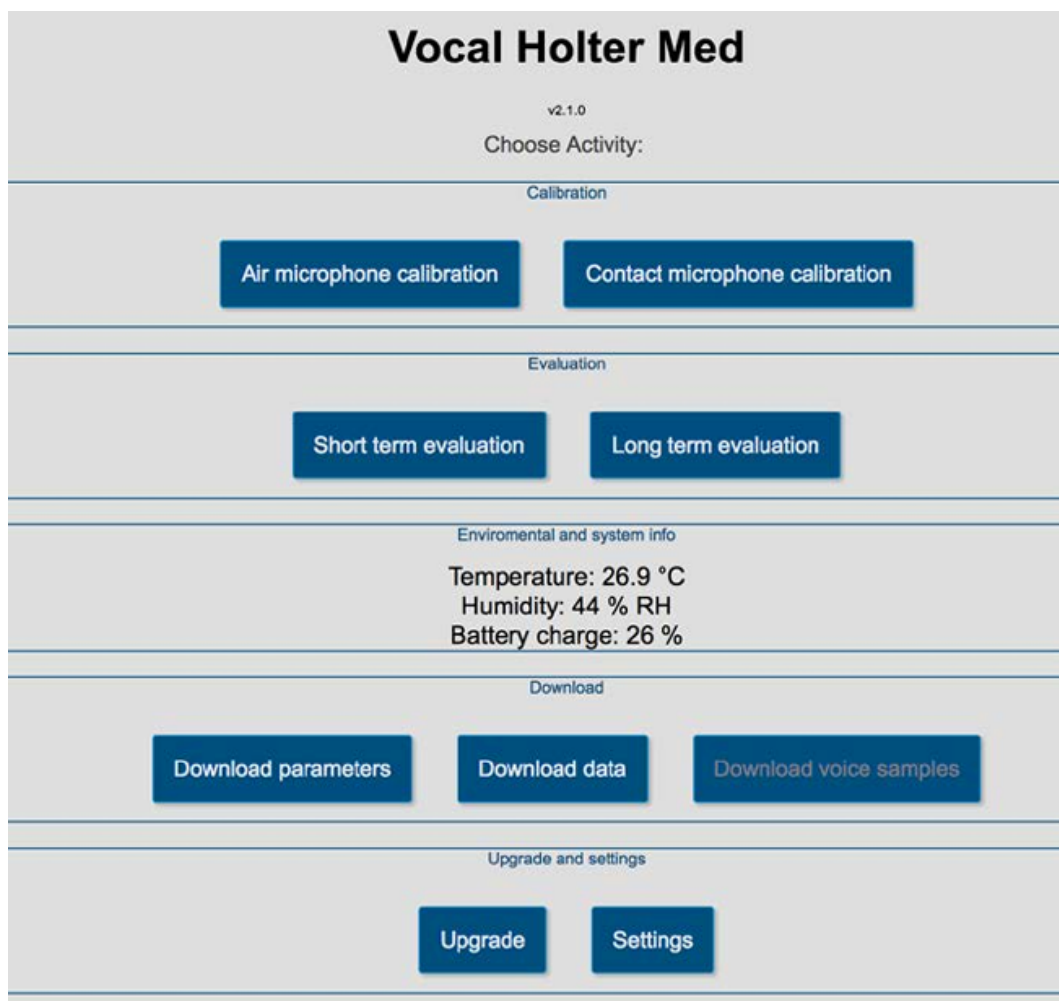 Vocal Holter Med
v2.1.0
Choose Activity:
Calibration
Air microphone calibration Contact microphone calibration
Evaluation
Short term evaluation Long term evaluation
Enviromental and system info
Temperature: 26.9 °C
Humidity: 44 % RH
Battery charge: 26 %
Download
Download parameters Download data Download voice samples
Upgrade and settings
Upgrade Settings